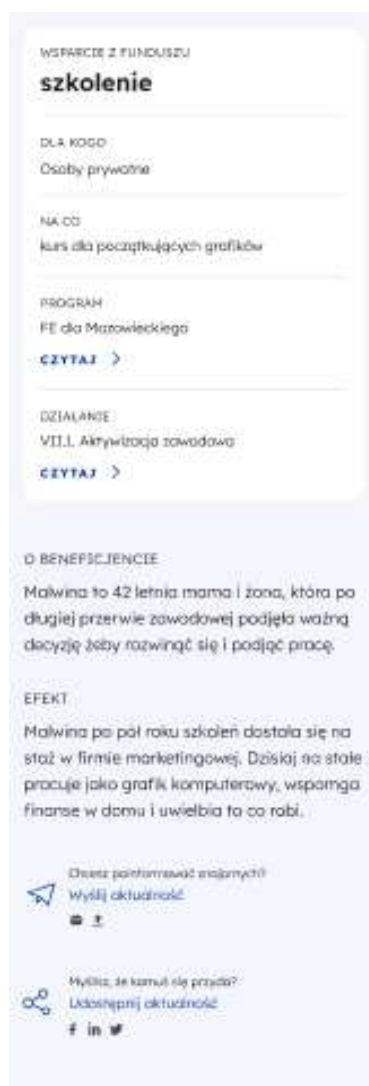 WSPARCIE Z FUNDUSZU
szkolenie
DLA KOGO
Osoby prywatne
NA CO
kurs dla początkujących grafików
PROGRAM
FE dla Mazowieckiego
CZYTAJ
DZIAŁANIE
VII.I. Aktywizacja zawodowa
CZYTAJ
O BENEFICJENCIE
Malwina to 42 letnia mama i żona, która po
długiej przerwie zawodowej podjęła ważną
decyzję żeby rozwinąć się i podjąć pracę.
EFEKT
Malwina po pół roku szkoleń dostała się na
staż w firmie marketingowej. Dzisiaj na stałe
pracuje jako grafik komputerowy, wspomga
finanse w domu i uwielbia to co robi.
Chcesz poinformować znajomych?
Wyślij aktualność
Myślisz, że komuś się przyda?
Udostępnij aktualność